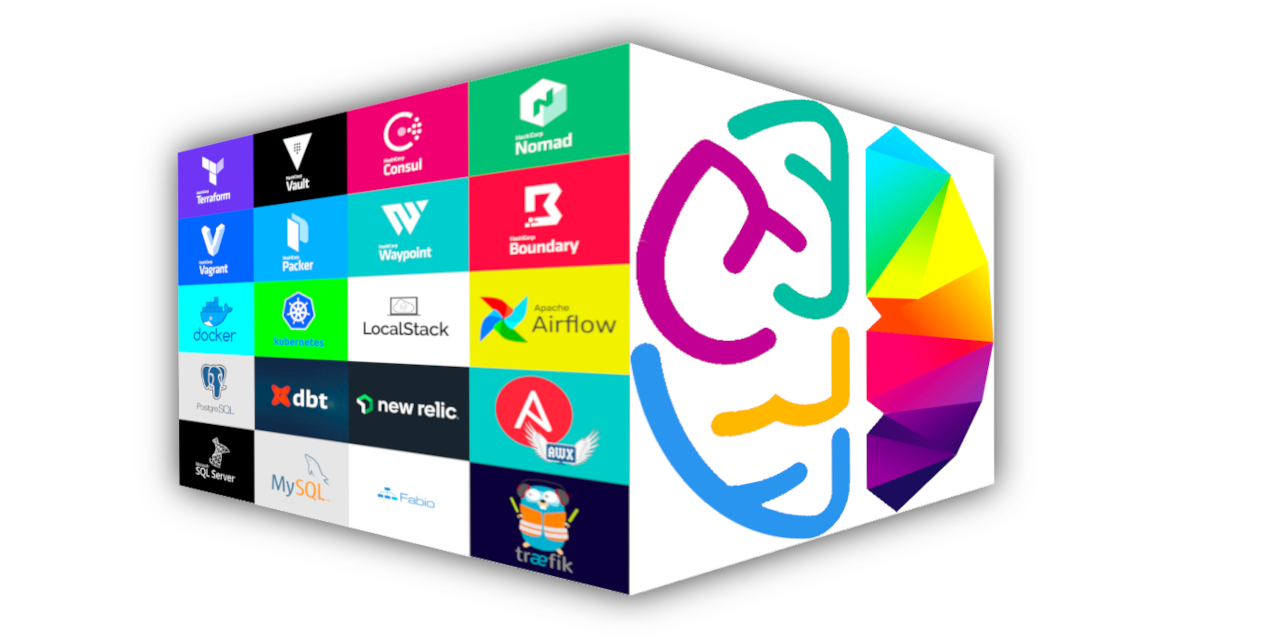 HashiCorp
Terraform
HashiCorp
Vault
HashiCorp
Consul
HashiCorp
Nomad
HashiCorp
Vagrant
HashiCorp
Packer
HashiCorp
Waypoint
HashiCorp
Boundary
docker
kubernetes
LocalStack
Apache
Airflow
PostgreSQL
dbt
new relic
A
AWX
Microsoft
SQL Server
MySQL
Fabio
træfik